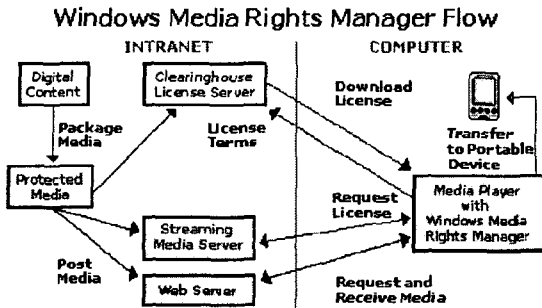 Windows Media Rights Manager Flow
INTRANET
COMPUTER
Digital
Content
Clearinghouse
License Server
Download
License
Package
Media
License
Terms
Transfer
to Portable
Device
Protected
Media
Request
License
Media Player
with
Windows Media
Rights Manager
Streaming
Media Server
Post
Media
Web Server
Request and
Receive Media